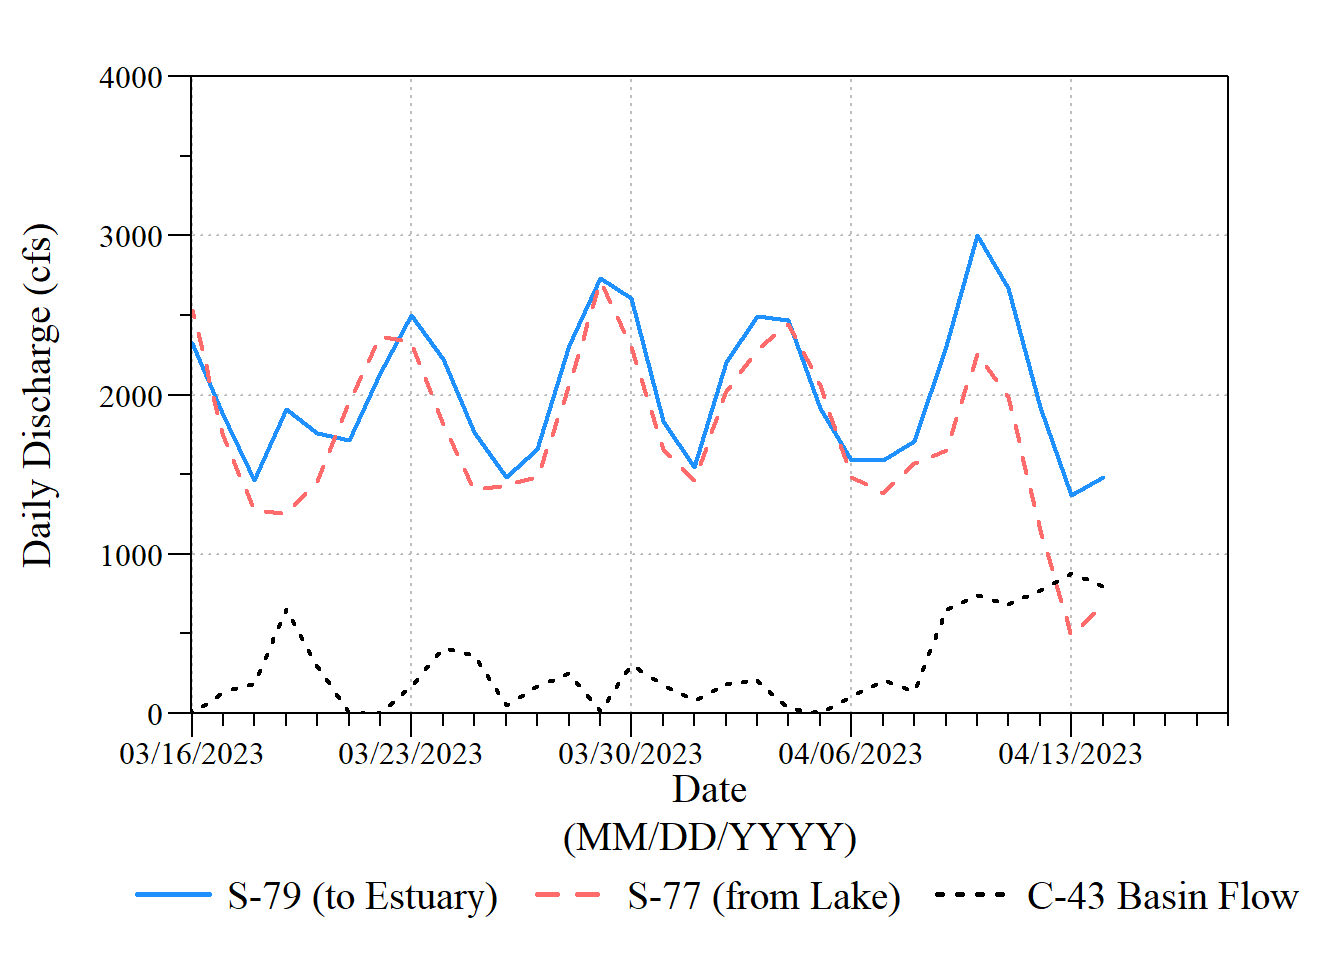 4000
3000
2000
1000
0
Daily Discharge (cfs)
03/16/2023 03/23/2023 03/30/2023 04/06/2023 04/13/2023
Date
(MM/DD/YYYY)
S-79 (to Estuary) S-77 (from Lake) C-43 Basin Flow